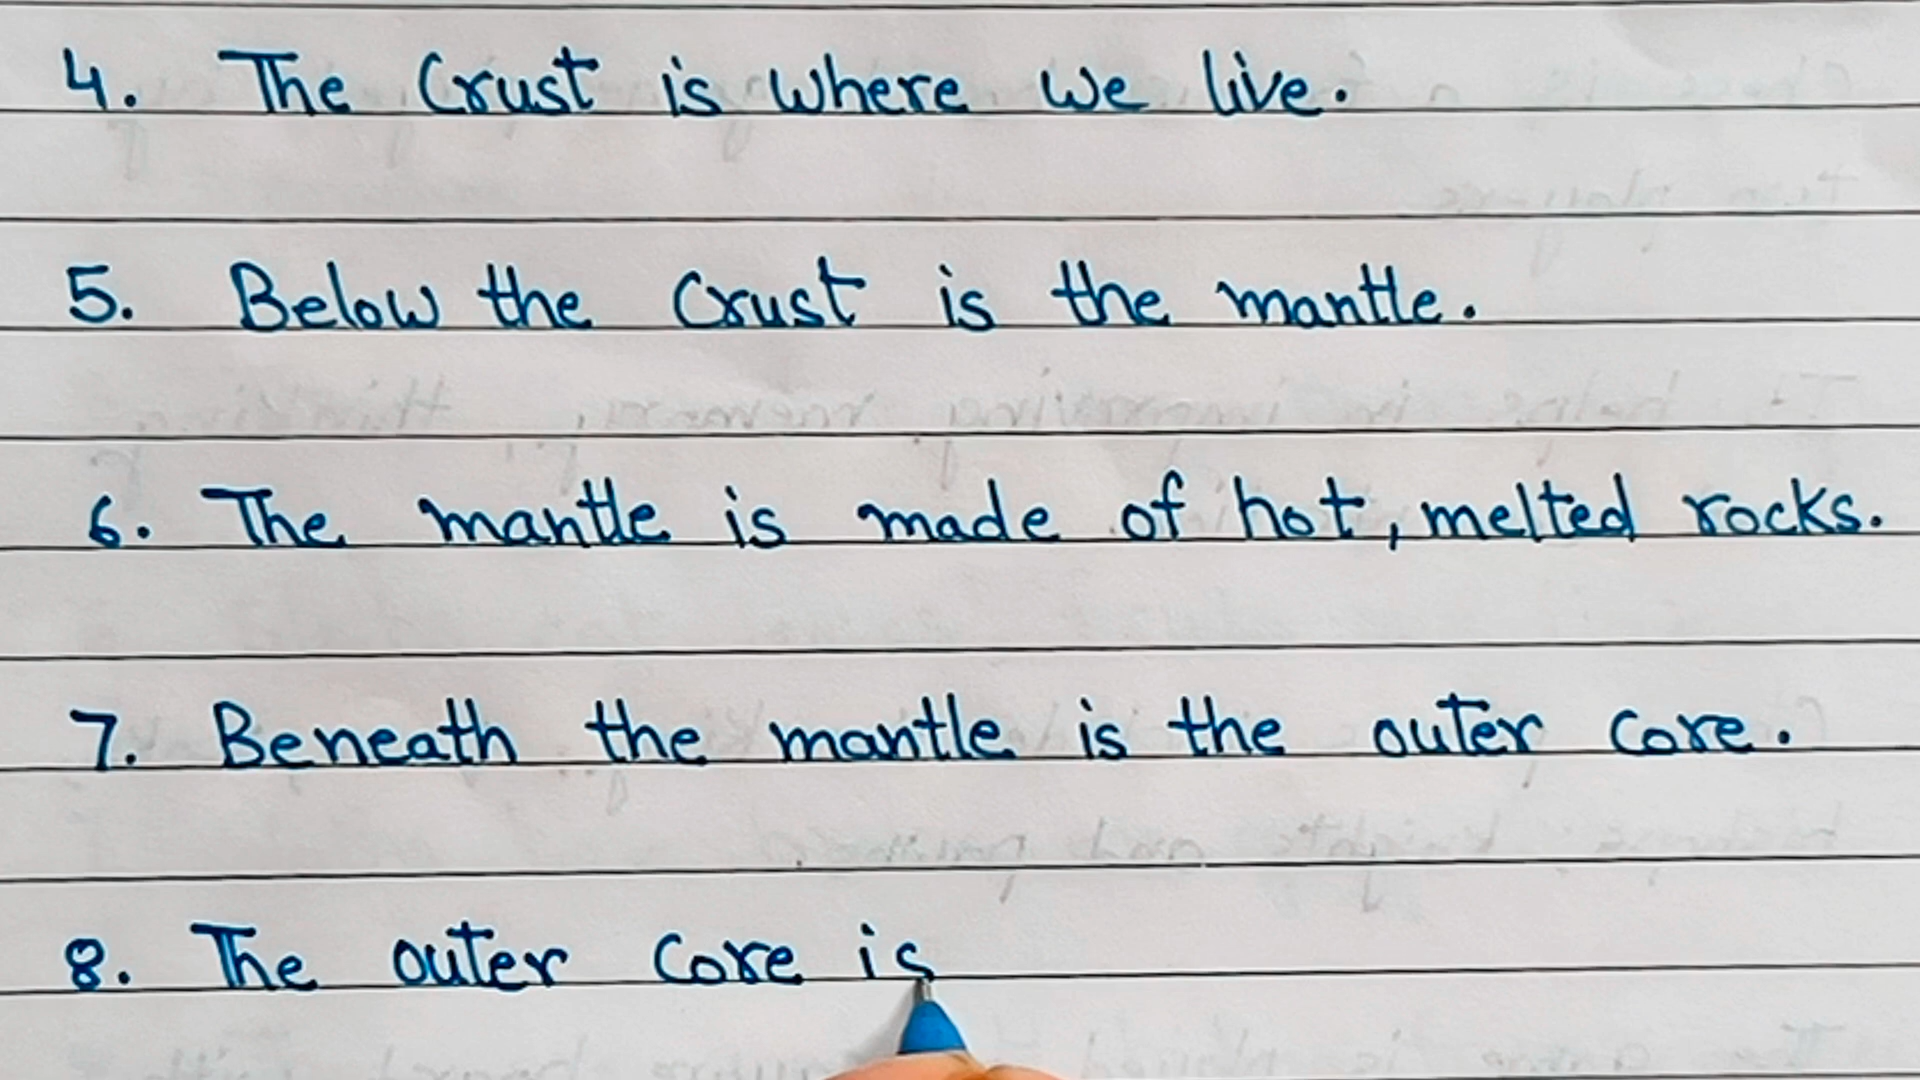 4. The Crust is where we live.
5. Below the Crust is the mantle.
6. The mantle is made of hot, melted rocks.
7. Beneath the mantle is the outer core.
8. The outer core is